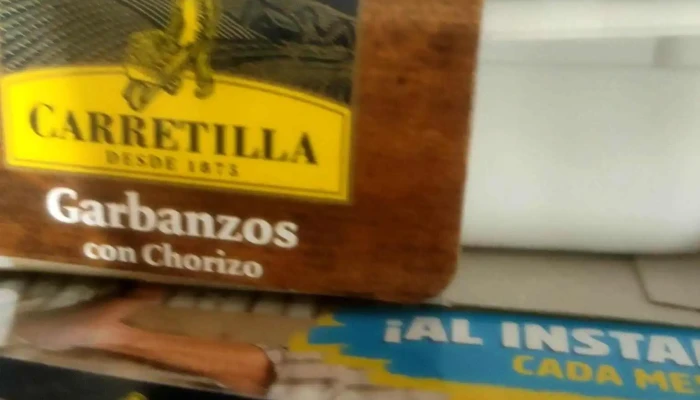 CARRETILLA
DESDE 1875
Garbanzos
con Chorizo
¡AL INSTA
CADA ME